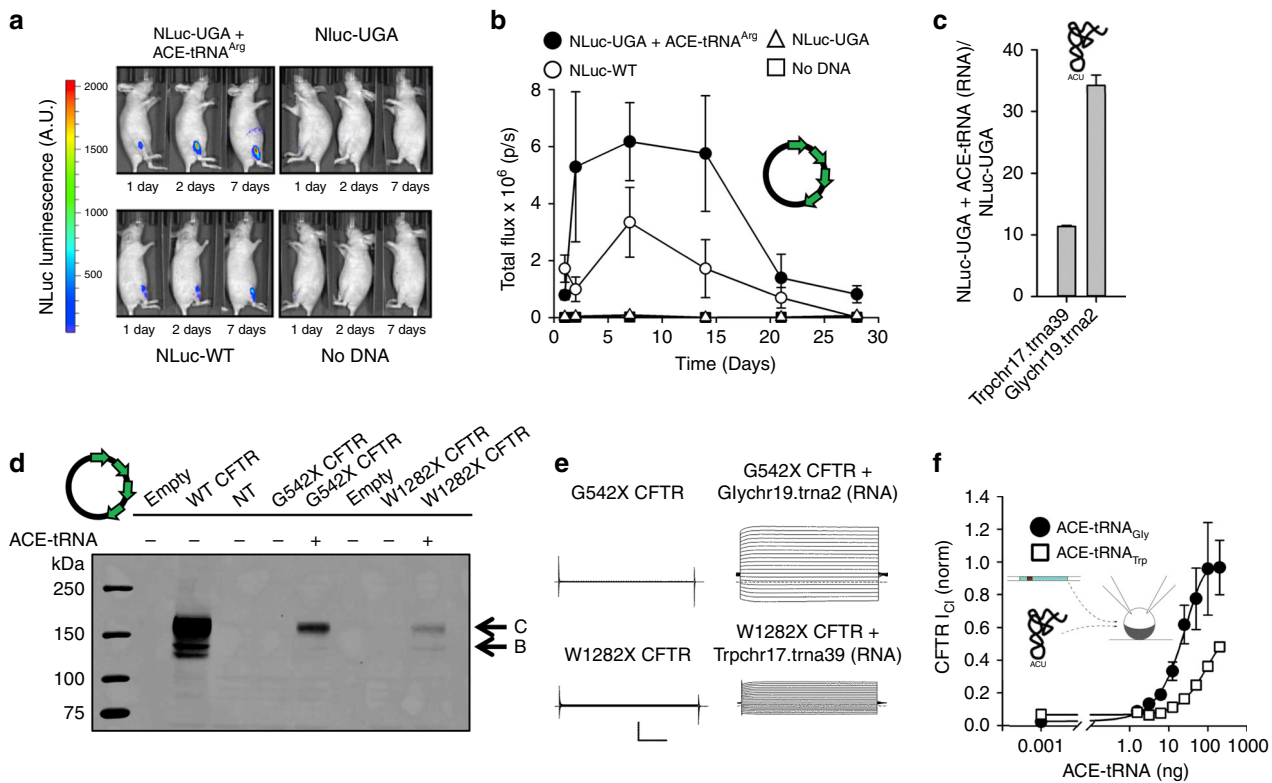 a
NLuc-UGA +
ACE-tRNA^Arg
Nluc-UGA
NLuc luminescence (A.U.)
2000
1500
1000
500
1 day 2 days 7 days
1 day 2 days 7 days
1 day 2 days 7 days
1 day 2 days 7 days
NLuc-WT
No DNA
b
NLuc-UGA + ACE-tRNA^Arg
NLuc-UGA
NLuc-WT
No DNA
Total flux x 10^6 (p/s)
8
6
4
2
0
0 5 10 15 20 25 30
Time (Days)
c
ACU
NLuc-UGA + ACE-tRNA (RNA)/
NLuc-UGA
40
30
20
10
0
Trpchr17.trna39
Glychr19.trna2
d
Empty
WT CFTR
NT
G542X CFTR
G542X CFTR
Empty
W1282X CFTR
W1282X CFTR
ACE-tRNA – – – – + – – +
kDa
250
150
100
75
C
B
e
G542X CFTR
G542X CFTR +
Glychr19.trna2 (RNA)
W1282X CFTR
W1282X CFTR +
Trpchr17.trna39 (RNA)
f
ACE-tRNA_Gly
ACE-tRNA_Trp
ACU
CFTR I_Cl (norm)
1.4
1.2
1.0
0.8
0.6
0.4
0.2
0.0
0.001 1.0 10 100 1000
ACE-tRNA (ng)